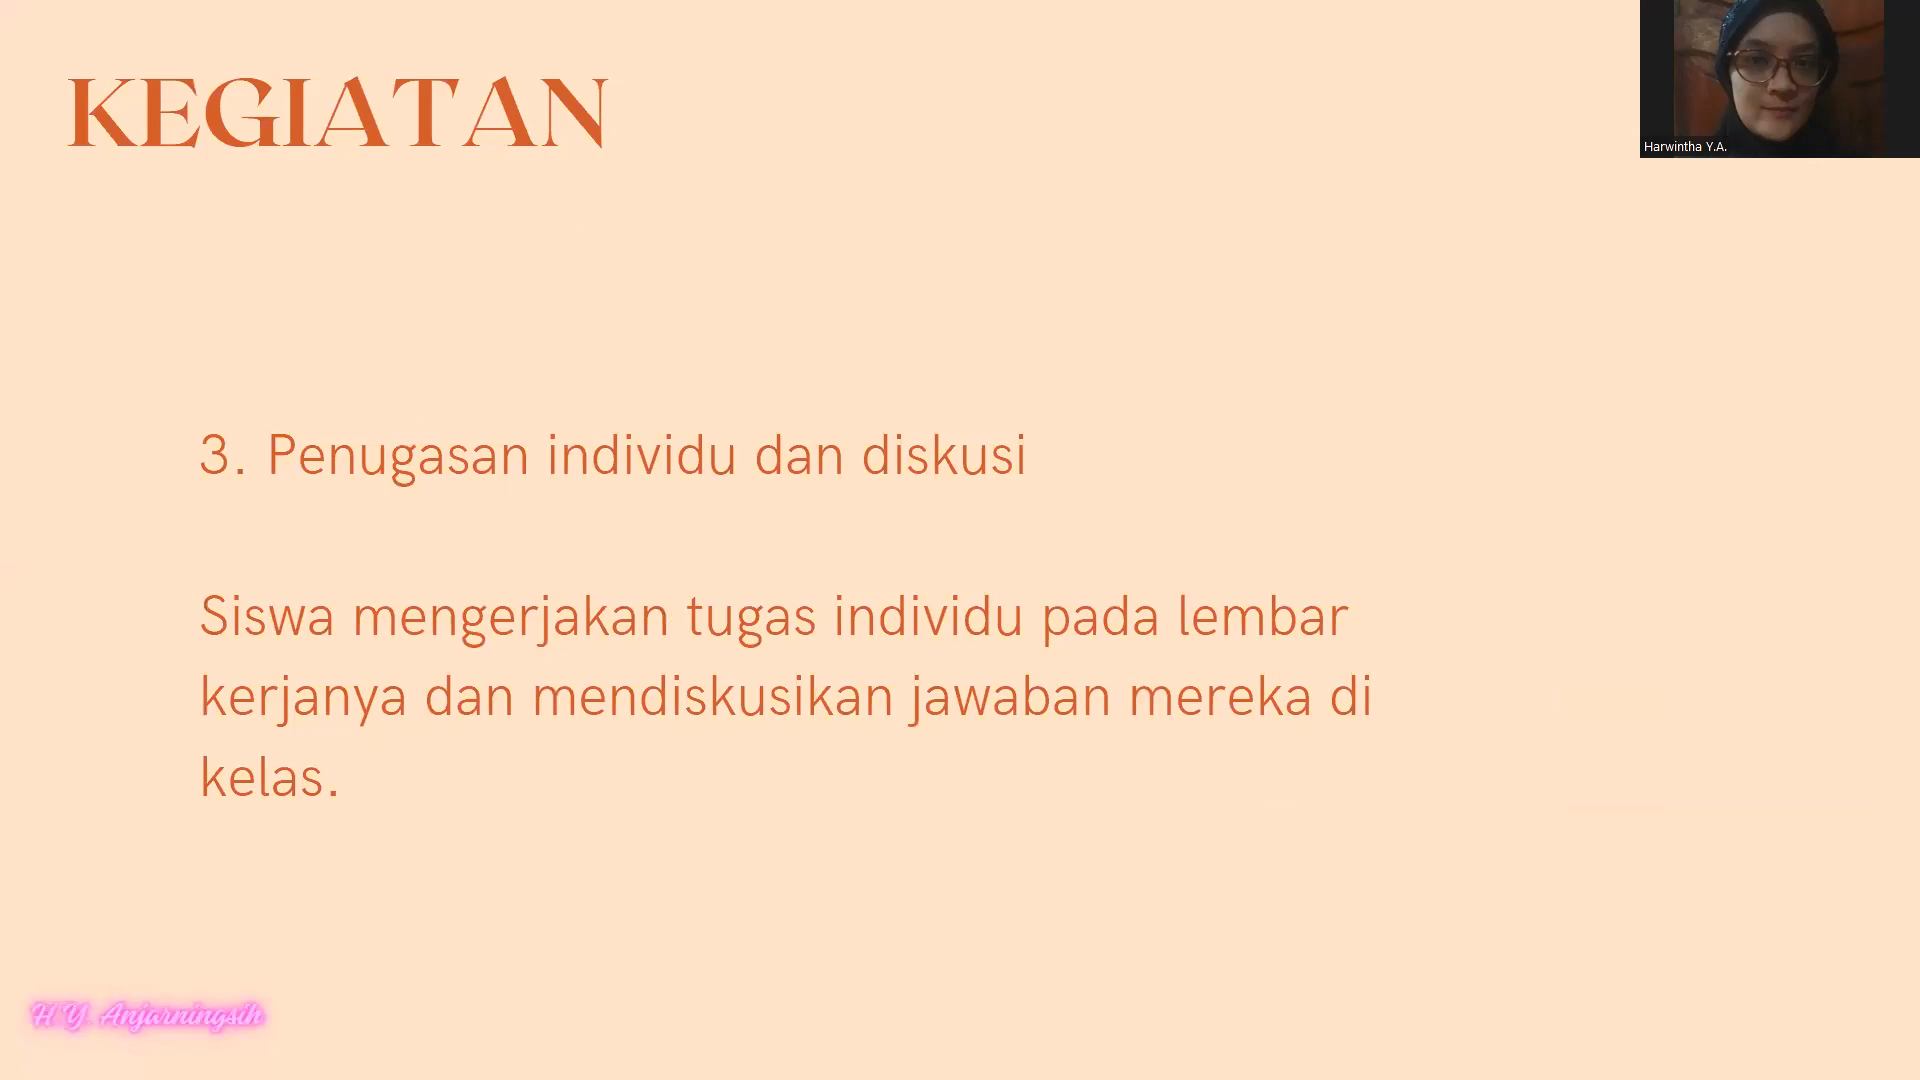 KEGIATAN
Harwintha Y.A.
3. Penugasan individu dan diskusi
Siswa mengerjakan tugas individu pada lembar
kerjanya dan mendiskusikan jawaban mereka di
kelas.
H.Y. Anjarningsih